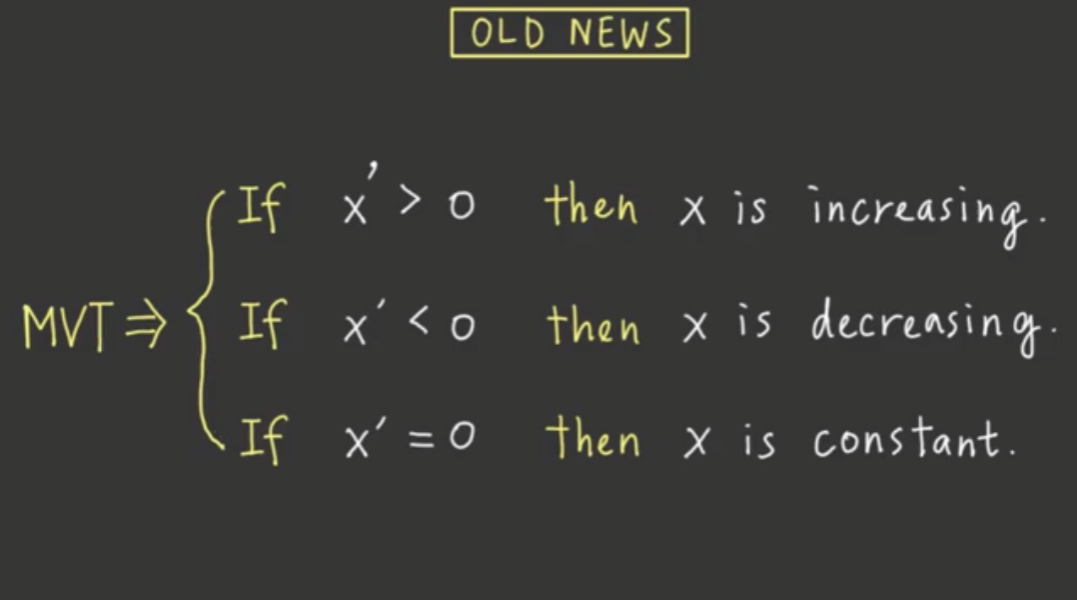 OLD NEWS
If x' > 0 then x is increasing.
MVT ⇒ { If x' < 0 then x is decreasing.
If x' = 0 then x is constant.